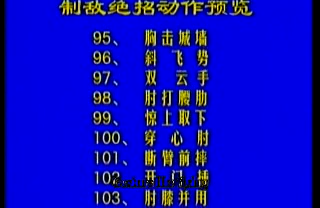 制敌绝招动作预览
95、 胸击城墙
96、 斜飞势
97、 双云手
98、 肘打腰肋
99、 惊上取下
100、 穿心肘
101、 断臂前摔
102、 开门插
103、 肘膝并用